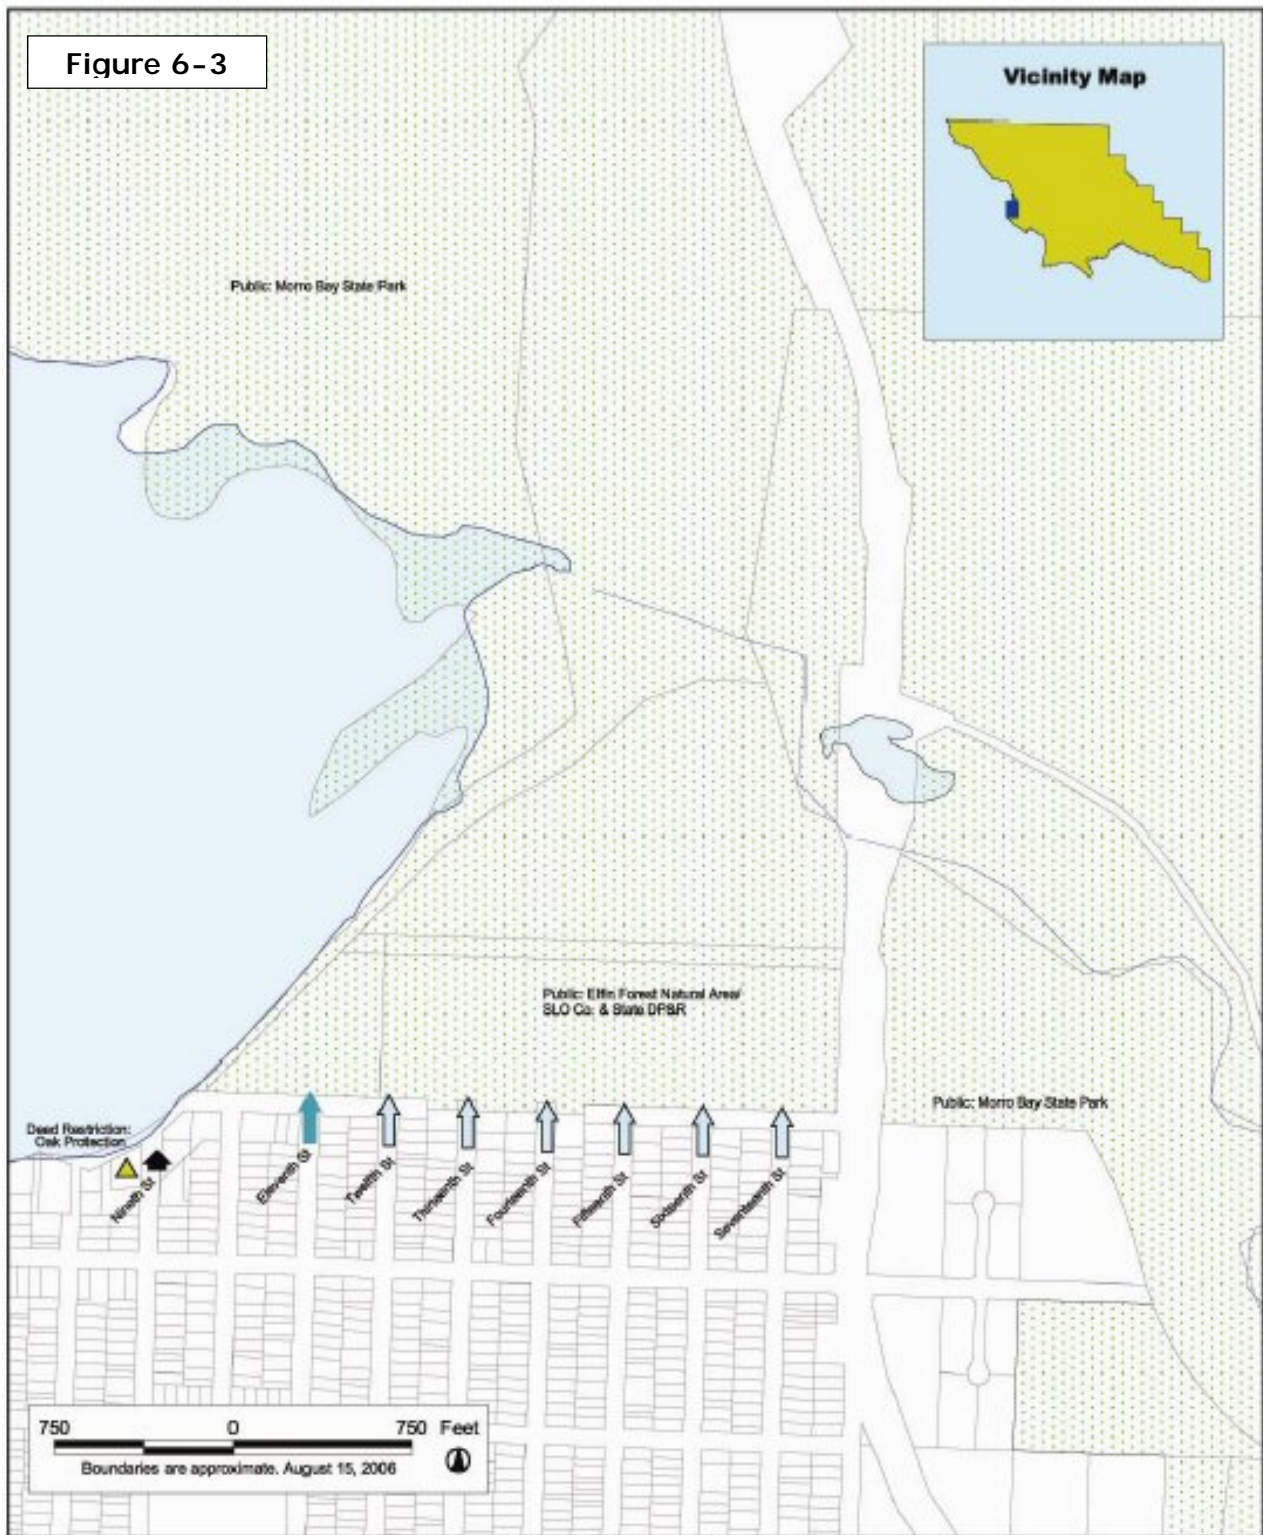 Figure 6-3
Vicinity Map
Public: Morro Bay State Park
Public: Elfin Forest Natural Area/
SLO Co. & State DP&R
Public: Morro Bay State Park
Deed Restriction:
Oak Protection
Nineth St
Eleventh St
Twelfth St
Thirteenth St
Fourteenth St
Fifteenth St
Sixteenth St
Seventeenth St
750 0 750 Feet
Boundaries are approximate. August 15, 2006